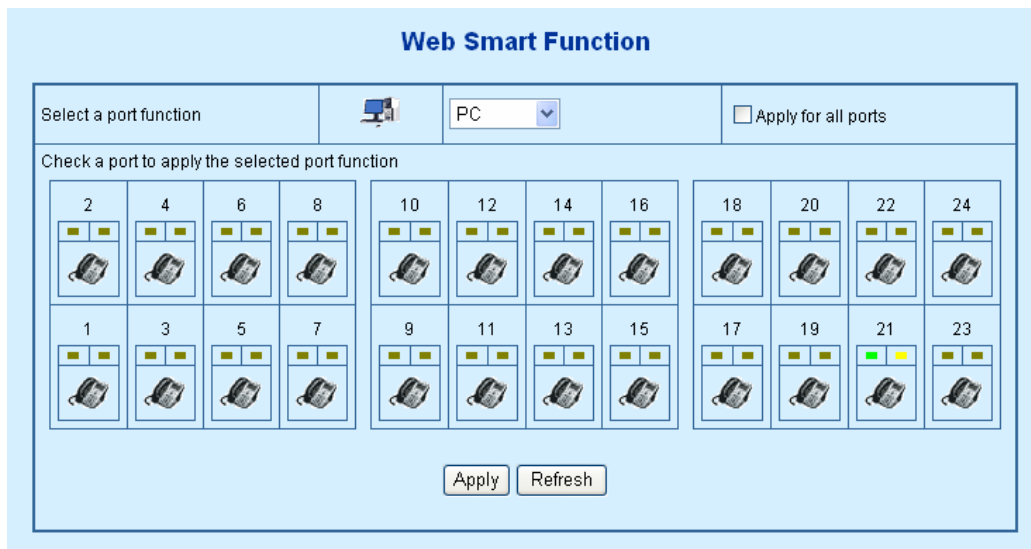 Web Smart Function
Select a port function PC Apply for all ports
Check a port to apply the selected port function
2 4 6 8 10 12 14 16 18 20 22 24
1 3 5 7 9 11 13 15 17 19 21 23
Apply Refresh